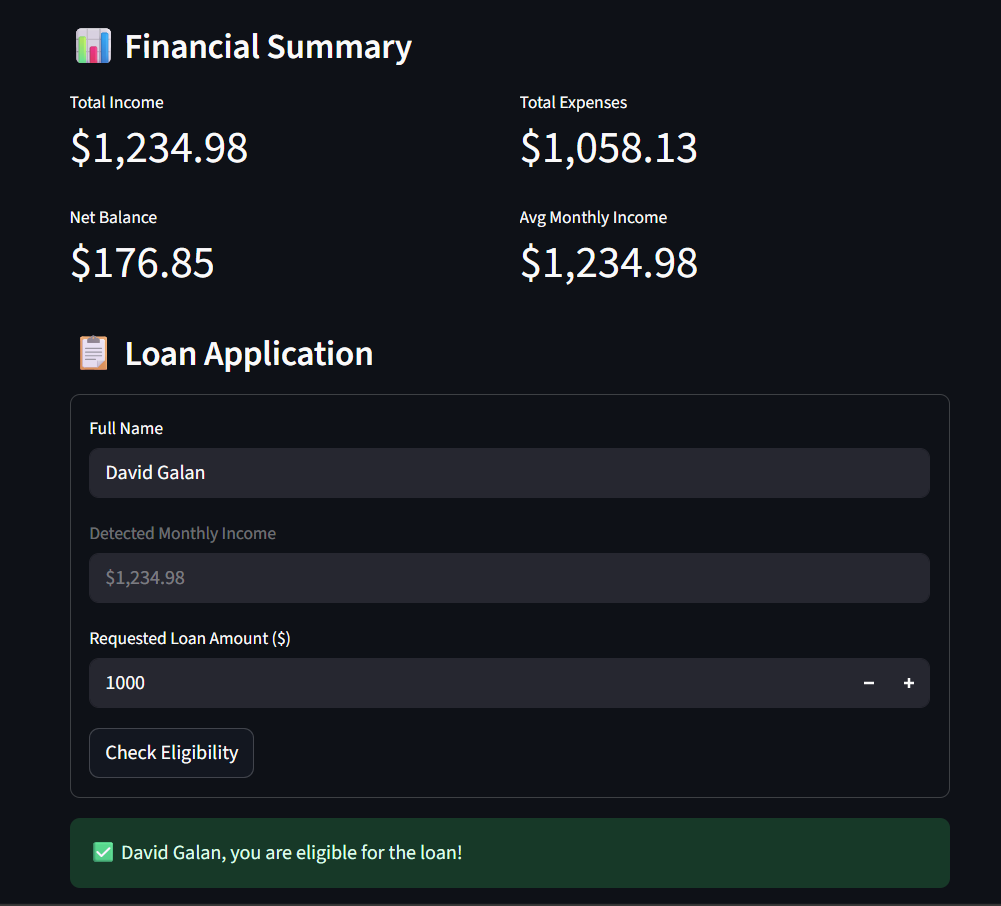 Financial Summary
Total Income
$1,234.98
Total Expenses
$1,058.13
Net Balance
$176.85
Avg Monthly Income
$1,234.98
Loan Application
Full Name
David Galan
Detected Monthly Income
$1,234.98
Requested Loan Amount ($)
1000
Check Eligibility
David Galan, you are eligible for the loan!